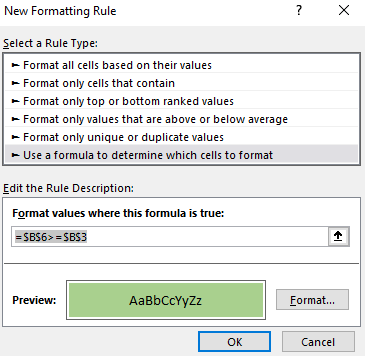 New Formatting Rule
? ×
Select a Rule Type:
► Format all cells based on their values
► Format only cells that contain
► Format only top or bottom ranked values
► Format only values that are above or below average
► Format only unique or duplicate values
► Use a formula to determine which cells to format
Edit the Rule Description:
Format values where this formula is true:
=$B$6>=$B$3
Preview: AaBbCcYyZz Format...
OK Cancel